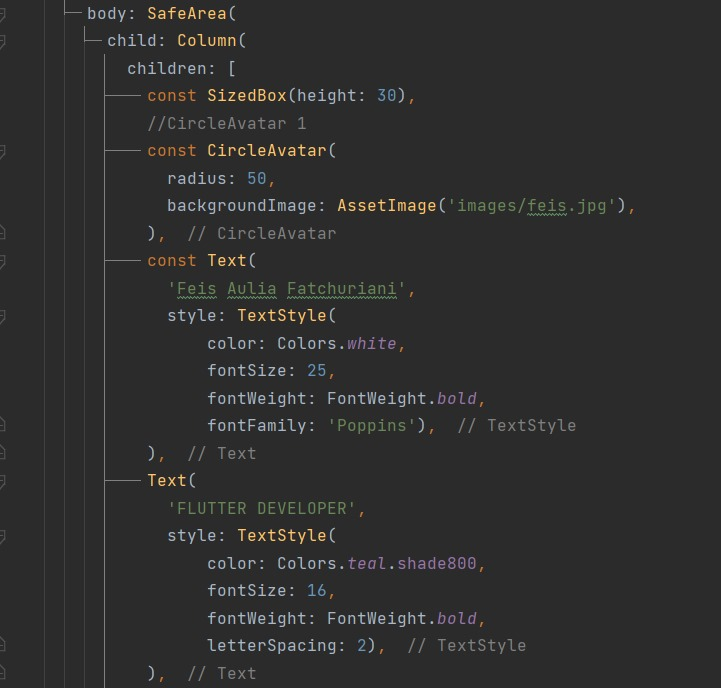 body: SafeArea(
child: Column(
children: [
const SizedBox(height: 30),
//CircleAvatar 1
const CircleAvatar(
radius: 50,
backgroundImage: AssetImage('images/feis.jpg'),
), // CircleAvatar
const Text(
'Feis Aulia Fatchuriani',
style: TextStyle(
color: Colors.white,
fontSize: 25,
fontWeight: FontWeight.bold,
fontFamily: 'Poppins'), // TextStyle
), // Text
Text(
'FLUTTER DEVELOPER',
style: TextStyle(
color: Colors.teal.shade800,
fontSize: 16,
fontWeight: FontWeight.bold,
letterSpacing: 2), // TextStyle
), // Text